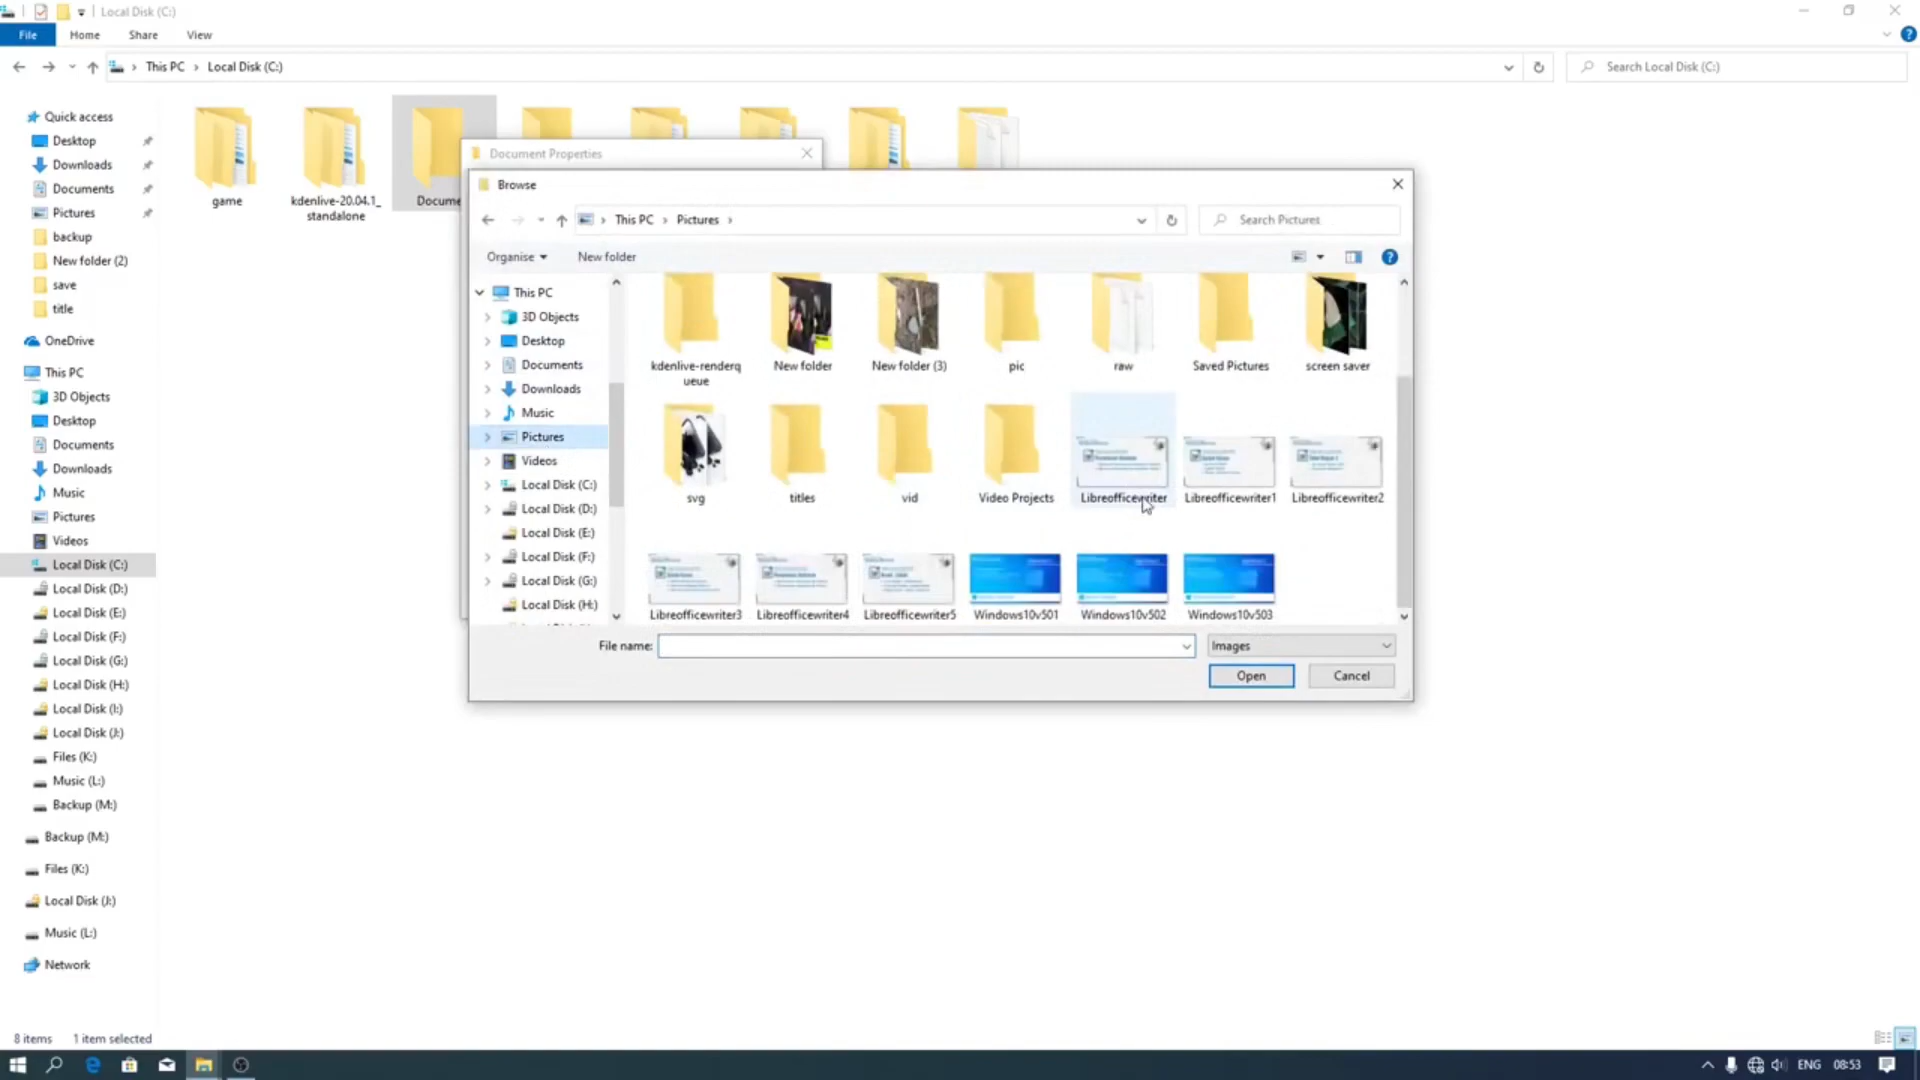 Local Disk (C:)
File
Home
Share
View
This PC
Local Disk (C:)
Search Local Disk (C:)
Quick access
Desktop
Downloads
Documents
Pictures
backup
New folder (2)
save
title
OneDrive
This PC
3D Objects
Desktop
Documents
Downloads
Music
Pictures
Videos
Local Disk (C:)
Local Disk (D:)
Local Disk (E:)
Local Disk (F:)
Local Disk (G:)
Local Disk (H:)
Local Disk (I:)
Local Disk (J:)
Files (K:)
Music (L:)
Backup (M:)
Backup (M:)
Files (K:)
Local Disk (J:)
Music (L:)
Network
game
kdenlive-20.04.1_
standalone
Docume
Document Properties
Browse
This PC
Pictures
Search Pictures
Organise
New folder
This PC
3D Objects
Desktop
Documents
Downloads
Music
Pictures
Videos
Local Disk (C:)
Local Disk (D:)
Local Disk (E:)
Local Disk (F:)
Local Disk (G:)
Local Disk (H:)
kdenlive-renderq
ueue
New folder
New folder (3)
pic
raw
Saved Pictures
screen saver
svg
titles
vid
Video Projects
Libreofficewriter
Libreofficewriter1
Libreofficewriter2
Libreofficewriter3
Libreofficewriter4
Libreofficewriter5
Windows10v501
Windows10v502
Windows10v503
File name:
Images
Open
Cancel
8 items
1 item selected
ENG
08:53